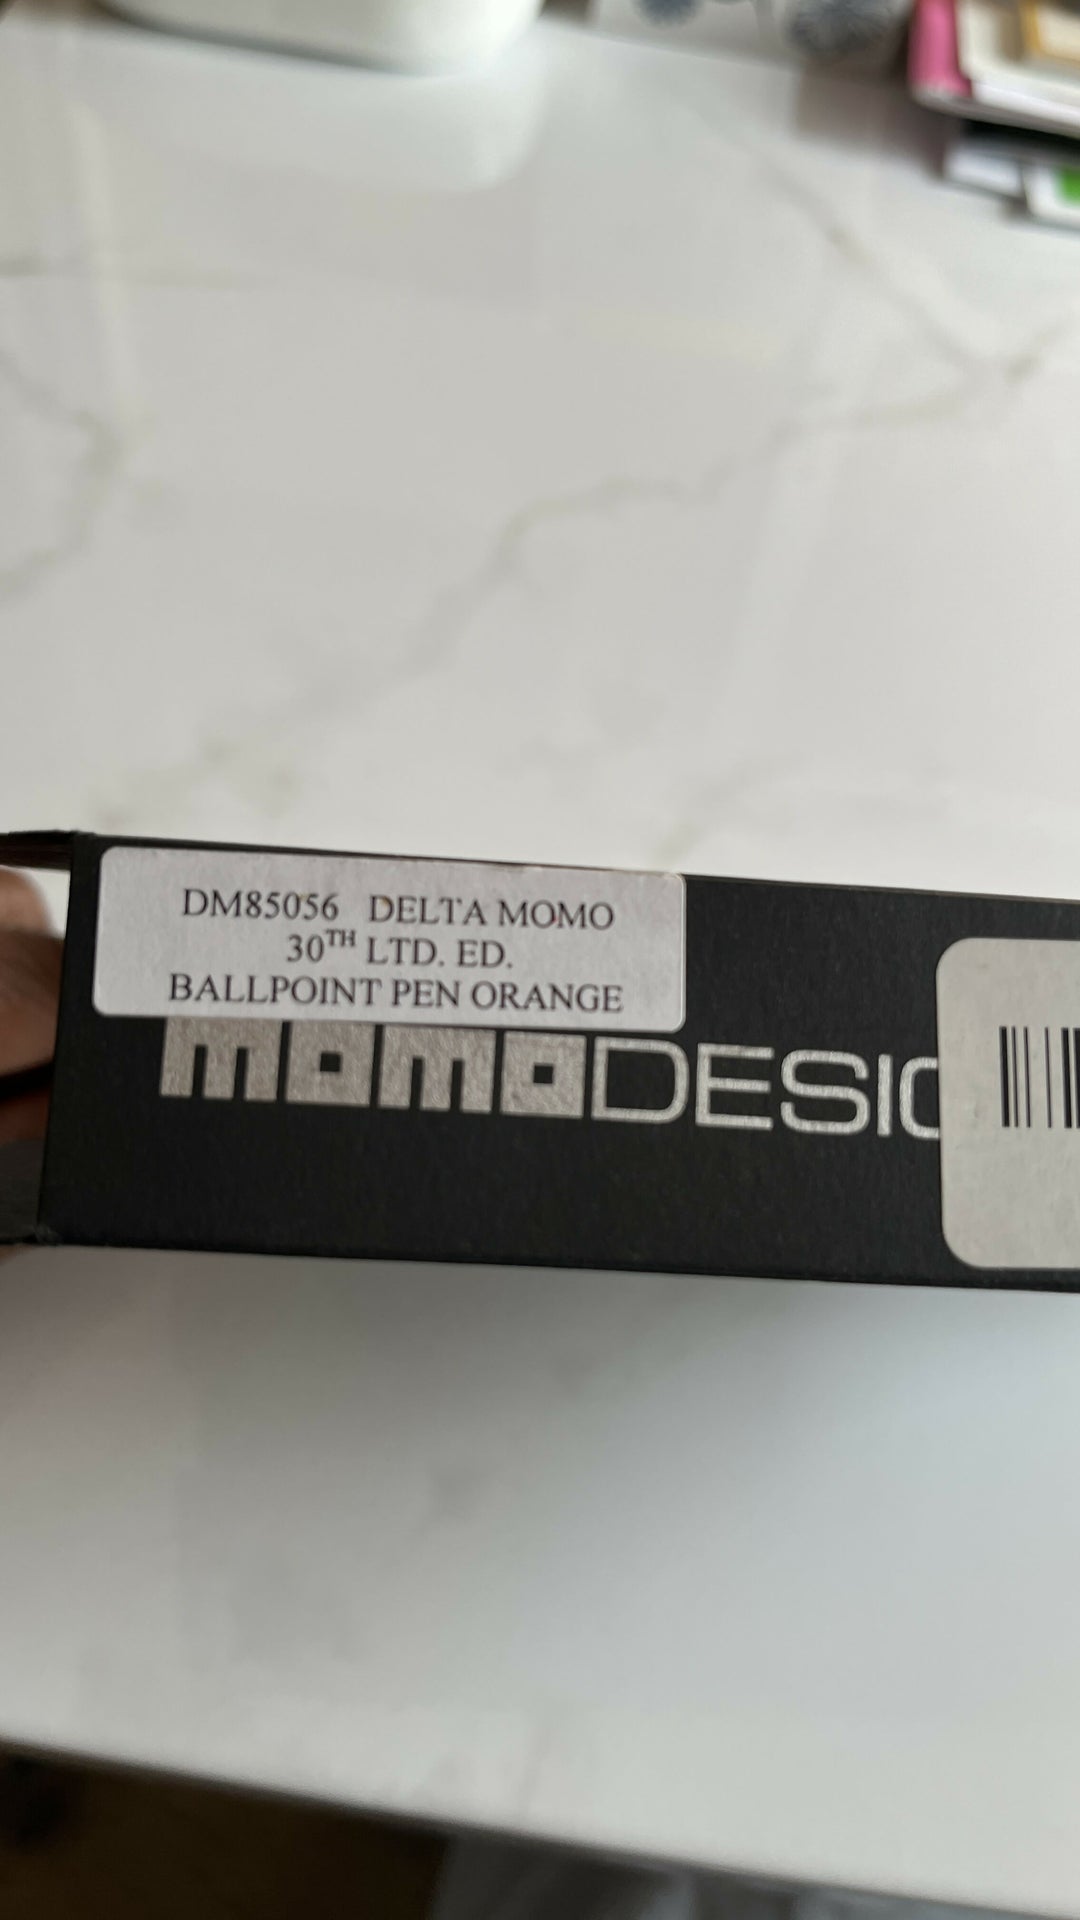 DM85056 DELTA MOMO
30TH LTD. ED.
BALLPOINT PEN ORANGE
momoDESIG